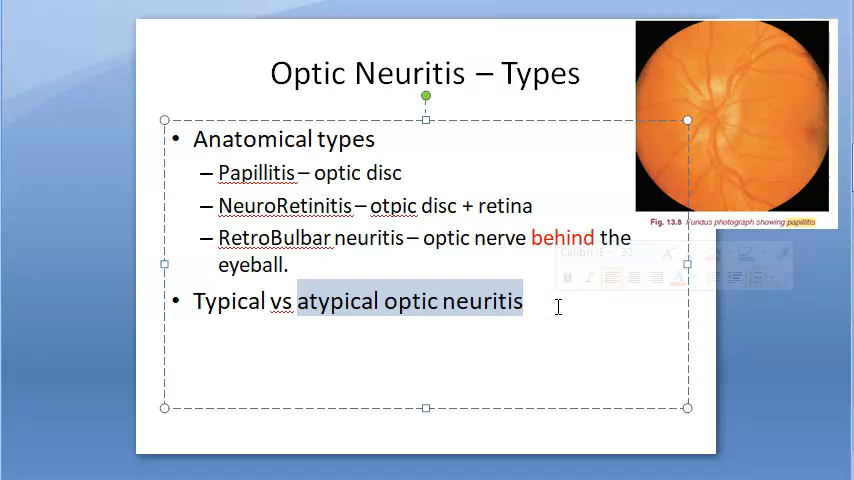 Optic Neuritis – Types
• Anatomical types
– Papillitis – optic disc
– NeuroRetinitis – otpic disc + retina
– RetroBulbar neuritis – optic nerve behind the
eyeball.
• Typical vs atypical optic neuritis
Fig. 13.8 Fundus photograph showing papillitis